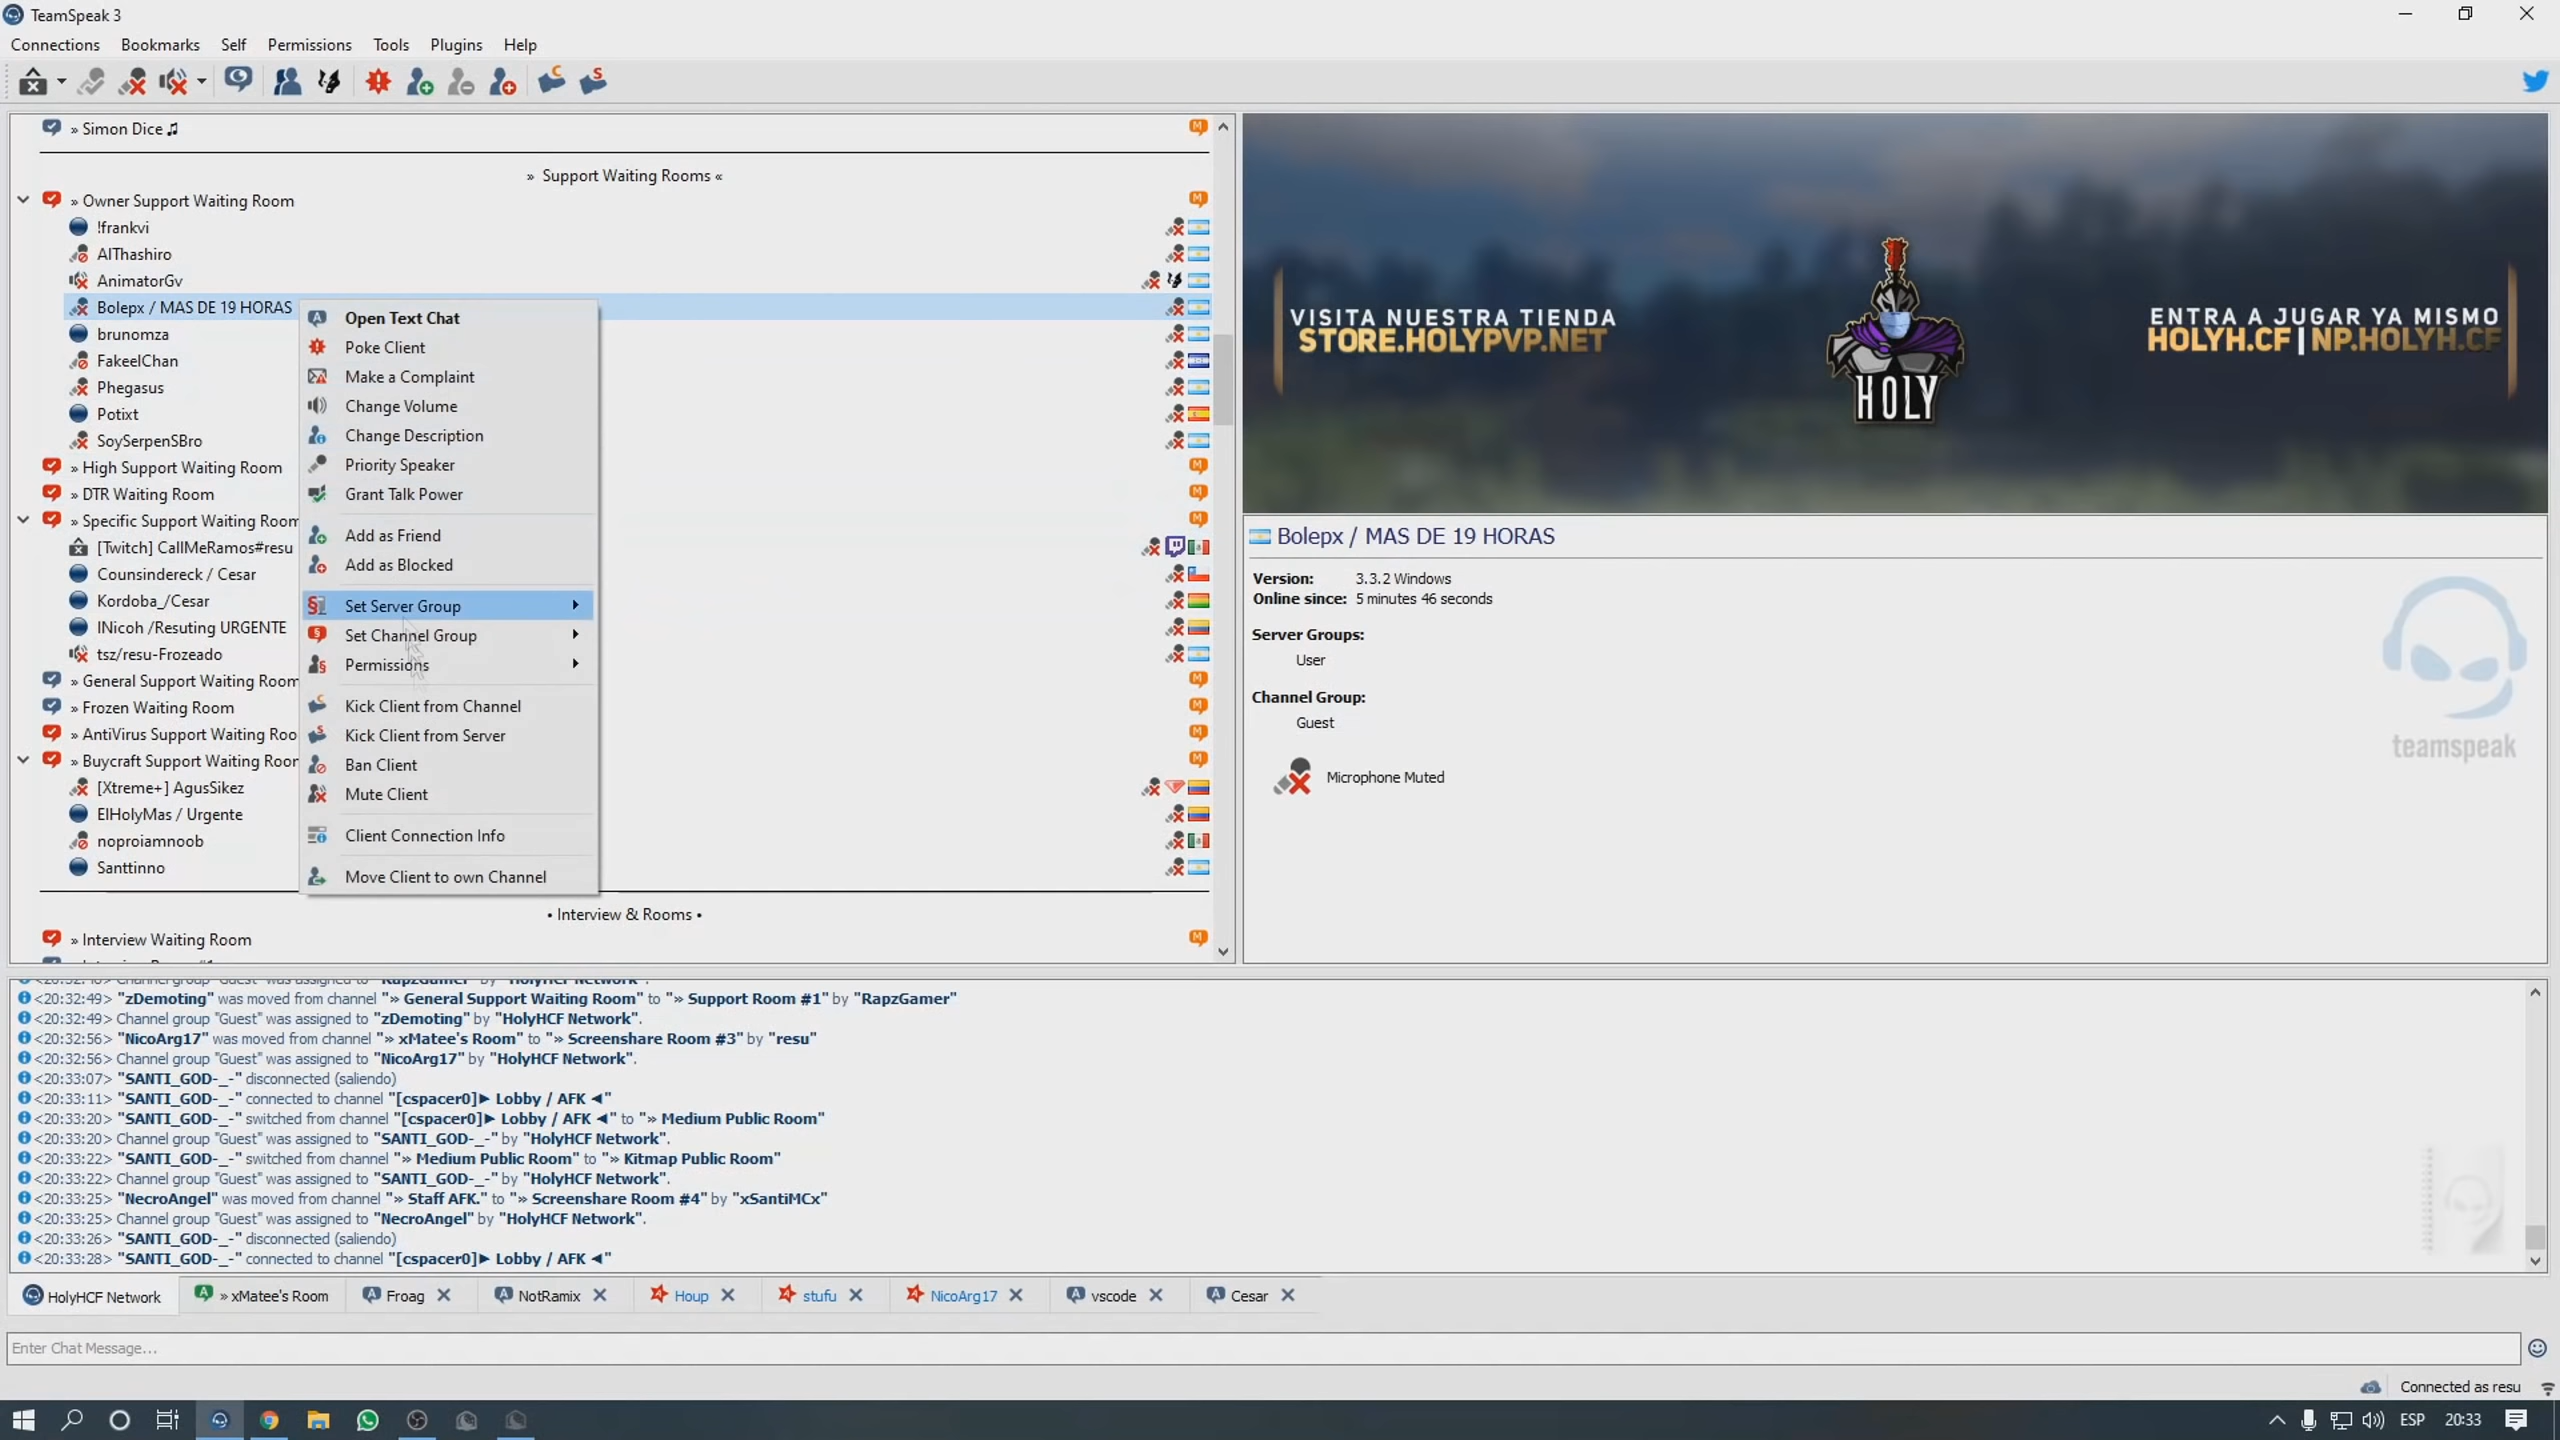 TeamSpeak 3
Connections Bookmarks Self Permissions Tools Plugins Help
» Simon Dice ♫
» Support Waiting Rooms «
» Owner Support Waiting Room
!frankvi
AlThashiro
AnimatorGv
Bolepx / MAS DE 19 HORAS
brunomza
FakeelChan
Phegasus
Potixt
SoySerpenSBro
» High Support Waiting Room
» DTR Waiting Room
» Specific Support Waiting Room
[Twitch] CallMeRamos#resu
Counsindereck / Cesar
Kordoba_/Cesar
INicoh /Resuting URGENTE
tsz/resu-Frozeado
» General Support Waiting Room
» Frozen Waiting Room
» AntiVirus Support Waiting Roo
» Buycraft Support Waiting Roor
[Xtreme+] AgusSikez
ElHolyMas / Urgente
noproiamnoob
Santtinno
• Interview & Rooms •
» Interview Waiting Room
Open Text Chat
Poke Client
Make a Complaint
Change Volume
Change Description
Priority Speaker
Grant Talk Power
Add as Friend
Add as Blocked
Set Server Group
Set Channel Group
Permissions
Kick Client from Channel
Kick Client from Server
Ban Client
Mute Client
Client Connection Info
Move Client to own Channel
VISITA NUESTRA TIENDA
STORE.HOLYPVP.NET
HOLY
ENTRA A JUGAR YA MISMO
HOLYH.CF | NP.HOLYH.CF
Bolepx / MAS DE 19 HORAS
Version: 3.3.2 Windows
Online since: 5 minutes 46 seconds
Server Groups:
User
Channel Group:
Guest
Microphone Muted
teamspeak
<20:32:49> "zDemoting" was moved from channel "» General Support Waiting Room" to "» Support Room #1" by "RapzGamer"
<20:32:49> Channel group "Guest" was assigned to "zDemoting" by "HolyHCF Network".
<20:32:56> "NicoArg17" was moved from channel "» xMatee's Room" to "» Screenshare Room #3" by "resu"
<20:32:56> Channel group "Guest" was assigned to "NicoArg17" by "HolyHCF Network".
<20:33:07> "SANTI_GOD-_-" disconnected (saliendo)
<20:33:11> "SANTI_GOD-_-" connected to channel "[cspacer0]► Lobby / AFK ◄"
<20:33:20> "SANTI_GOD-_-" switched from channel "[cspacer0]► Lobby / AFK ◄" to "» Medium Public Room"
<20:33:20> Channel group "Guest" was assigned to "SANTI_GOD-_-" by "HolyHCF Network".
<20:33:22> "SANTI_GOD-_-" switched from channel "» Medium Public Room" to "» Kitmap Public Room"
<20:33:22> Channel group "Guest" was assigned to "SANTI_GOD-_-" by "HolyHCF Network".
<20:33:25> "NecroAngel" was moved from channel "» Staff AFK." to "» Screenshare Room #4" by "xSantiMCx"
<20:33:25> Channel group "Guest" was assigned to "NecroAngel" by "HolyHCF Network".
<20:33:26> "SANTI_GOD-_-" disconnected (saliendo)
<20:33:28> "SANTI_GOD-_-" connected to channel "[cspacer0]► Lobby / AFK ◄"
HolyHCF Network » xMatee's Room Froag NotRamix Houp stufu NicoArg17 vscode Cesar
Enter Chat Message...
Connected as resu
ESP 20:33